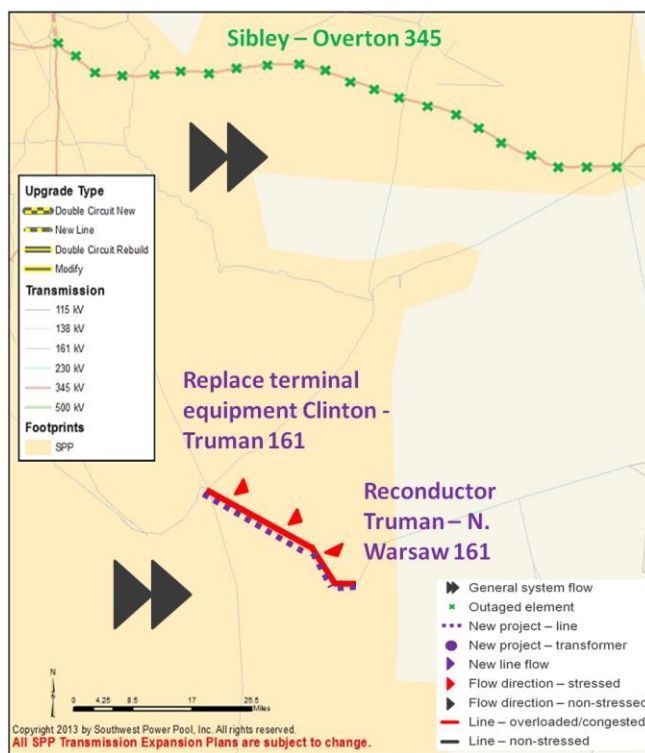 Sibley – Overton 345
Upgrade Type
Double Circuit New
New Line
Double Circuit Rebuild
Modify
Transmission
115 kV
138 kV
161 kV
230 kV
345 kV
500 kV
Footprints
SPP
Replace terminal
equipment Clinton -
Truman 161
Reconductor
Truman – N.
Warsaw 161
General system flow
Outaged element
New project – line
New project – transformer
New line flow
Flow direction – stressed
Flow direction – non-stressed
Line – overloaded/congested
Line – non-stressed
N
0 4.25 8.5 17 25.5
Miles
Copyright 2013 by Southwest Power Pool, Inc. All rights reserved.
All SPP Transmission Expansion Plans are subject to change.